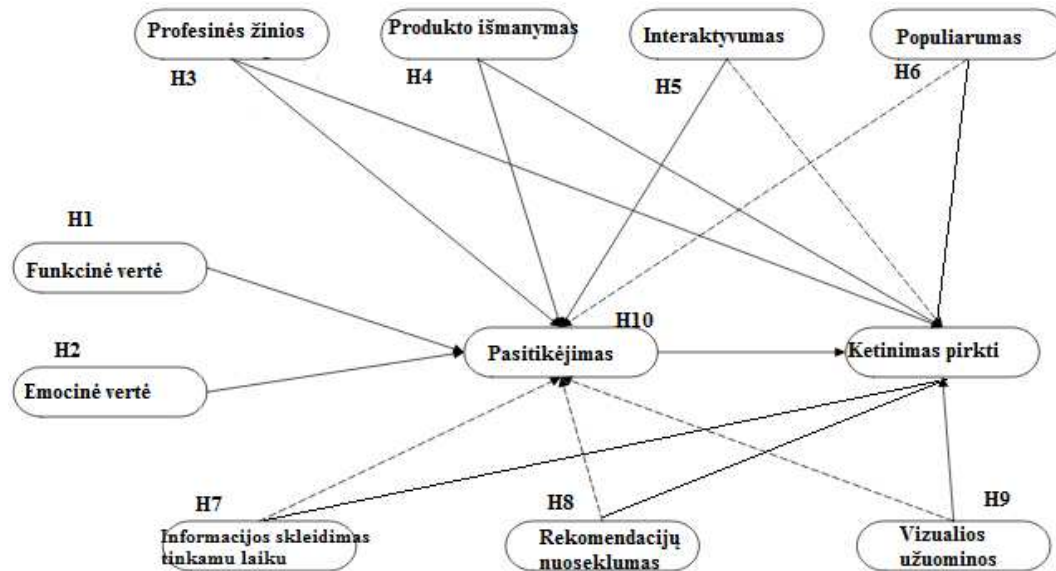 Profesinės žinios
Produkto išmanymas
Interaktyvumas
Populiarumas
H3
H4
H5
H6
H1
Funkcinė vertė
H2
Emocinė vertė
H10
Pasitikėjimas
Ketinimas pirkti
H7
Informacijos skleidimas
tinkamu laiku
H8
Rekomendacijų
nuoseklumas
H9
Vizualios
užuominos